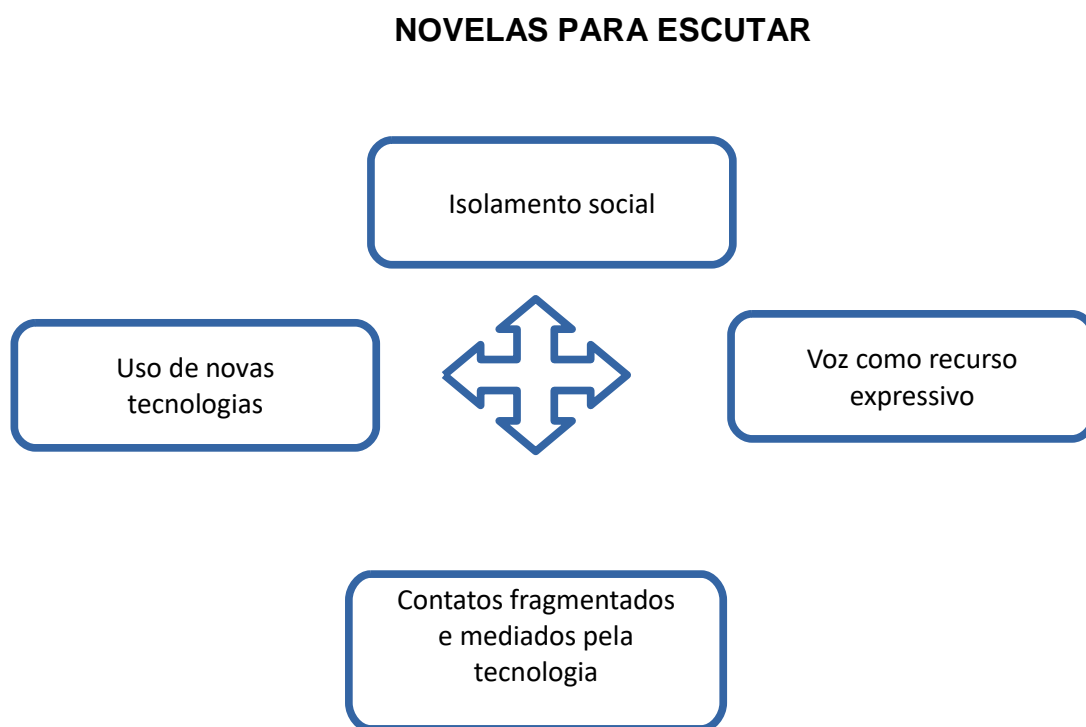 NOVELAS PARA ESCUTAR
Isolamento social
Uso de novas
tecnologias
Voz como recurso
expressivo
Contatos fragmentados
e mediados pela
tecnologia